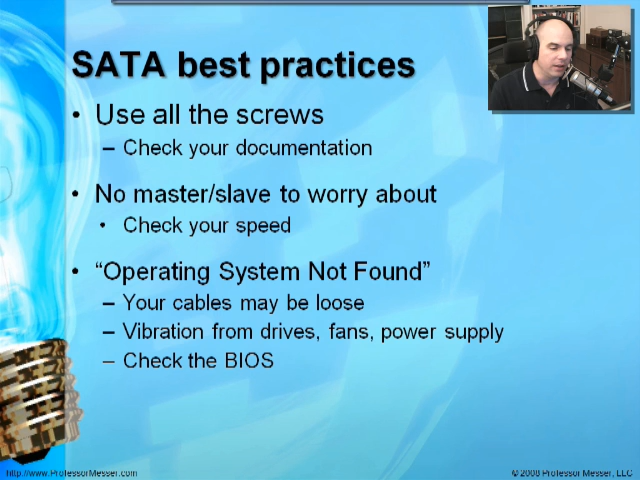 SATA best practices
• Use all the screws
– Check your documentation
• No master/slave to worry about
• Check your speed
• “Operating System Not Found”
– Your cables may be loose
– Vibration from drives, fans, power supply
– Check the BIOS
http://www.ProfessorMesser.com
© 2008 Professor Messer, LLC